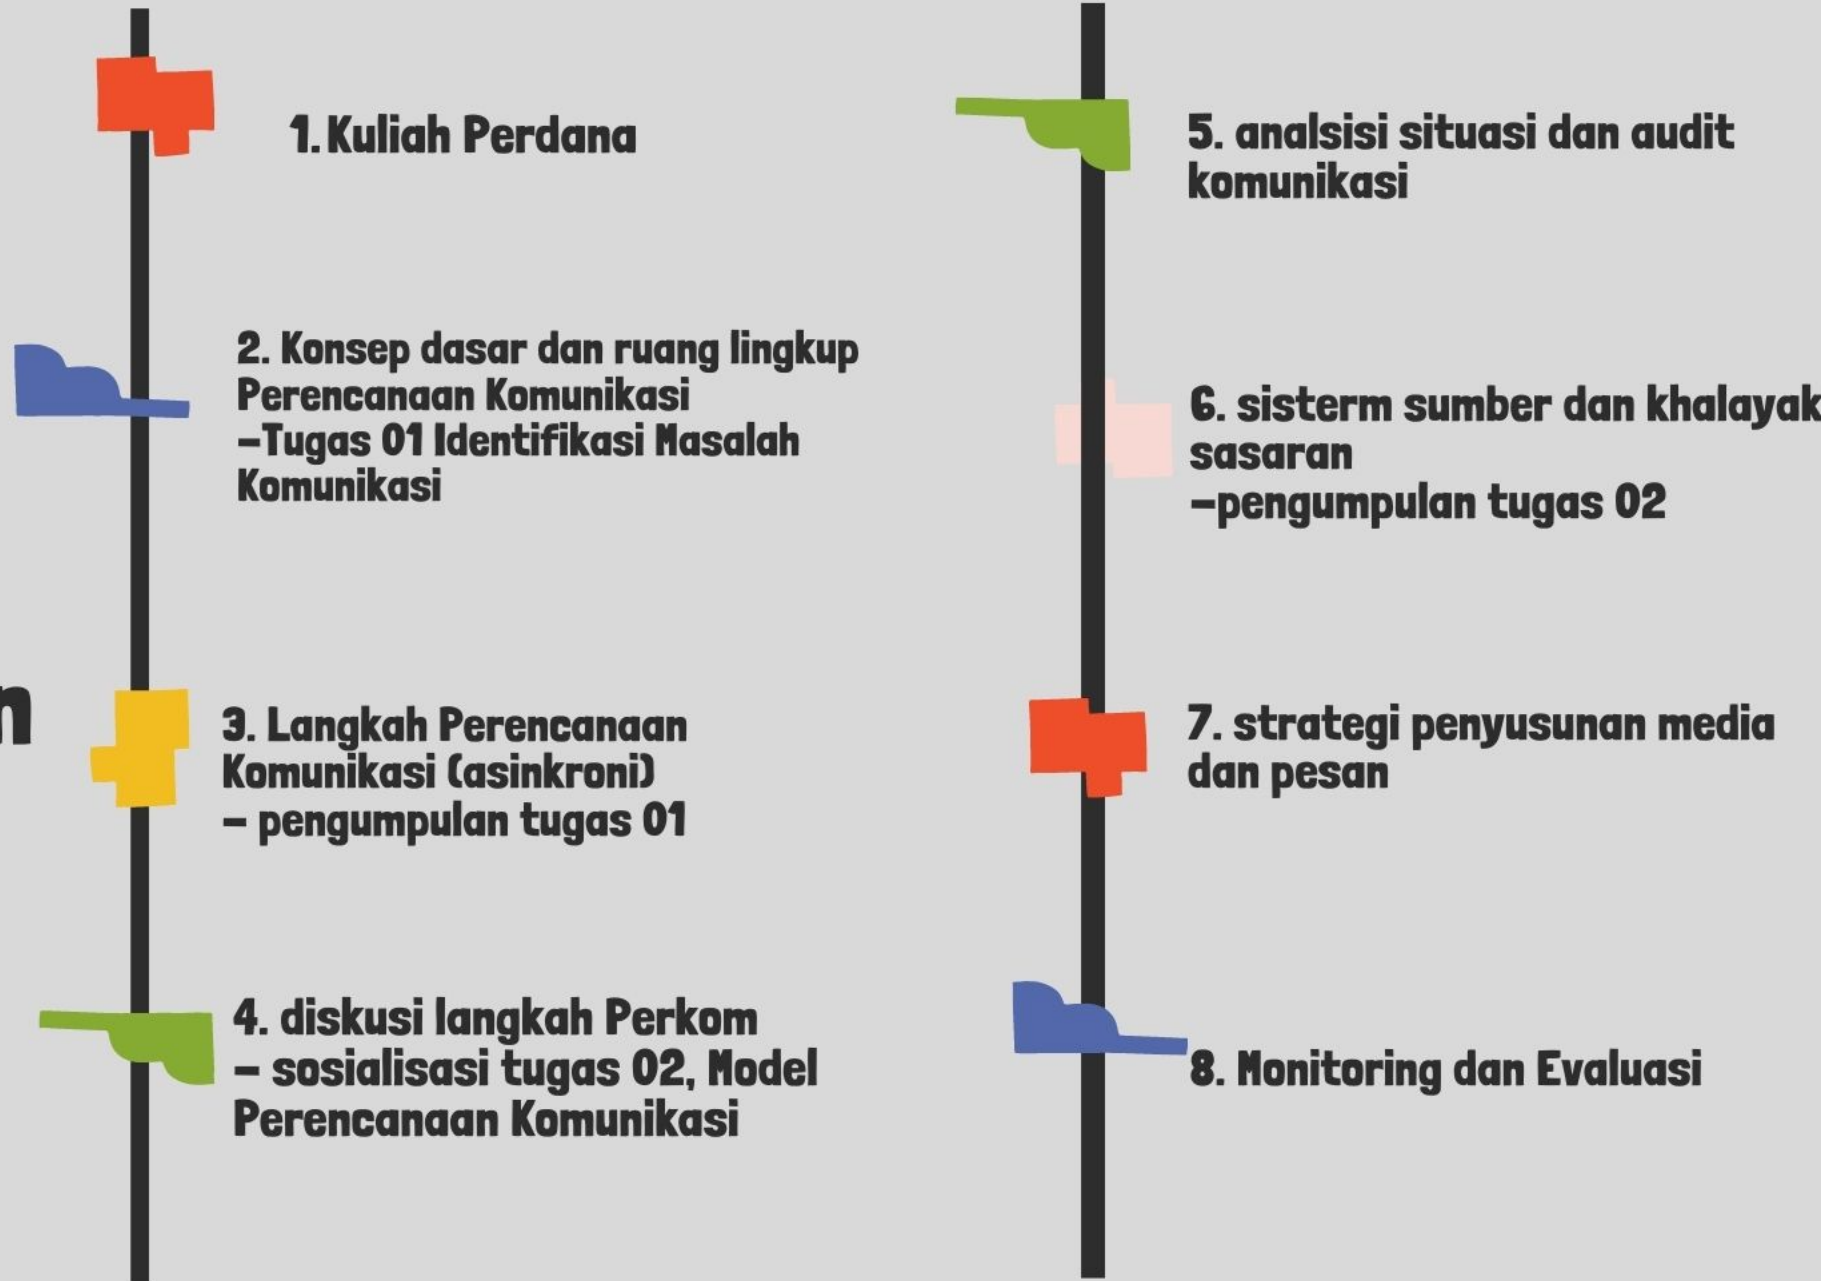 1. Kuliah Perdana
2. Konsep dasar dan ruang lingkup
Perencanaan Komunikasi
-Tugas 01 Identifikasi Masalah
Komunikasi
3. Langkah Perencanaan
Komunikasi (asinkroni)
- pengumpulan tugas 01
4. diskusi langkah Perkom
- sosialisasi tugas 02, Model
Perencanaan Komunikasi
5. analsisi situasi dan audit
komunikasi
6. sisterm sumber dan khalayak
sasaran
-pengumpulan tugas 02
7. strategi penyusunan media
dan pesan
8. Monitoring dan Evaluasi